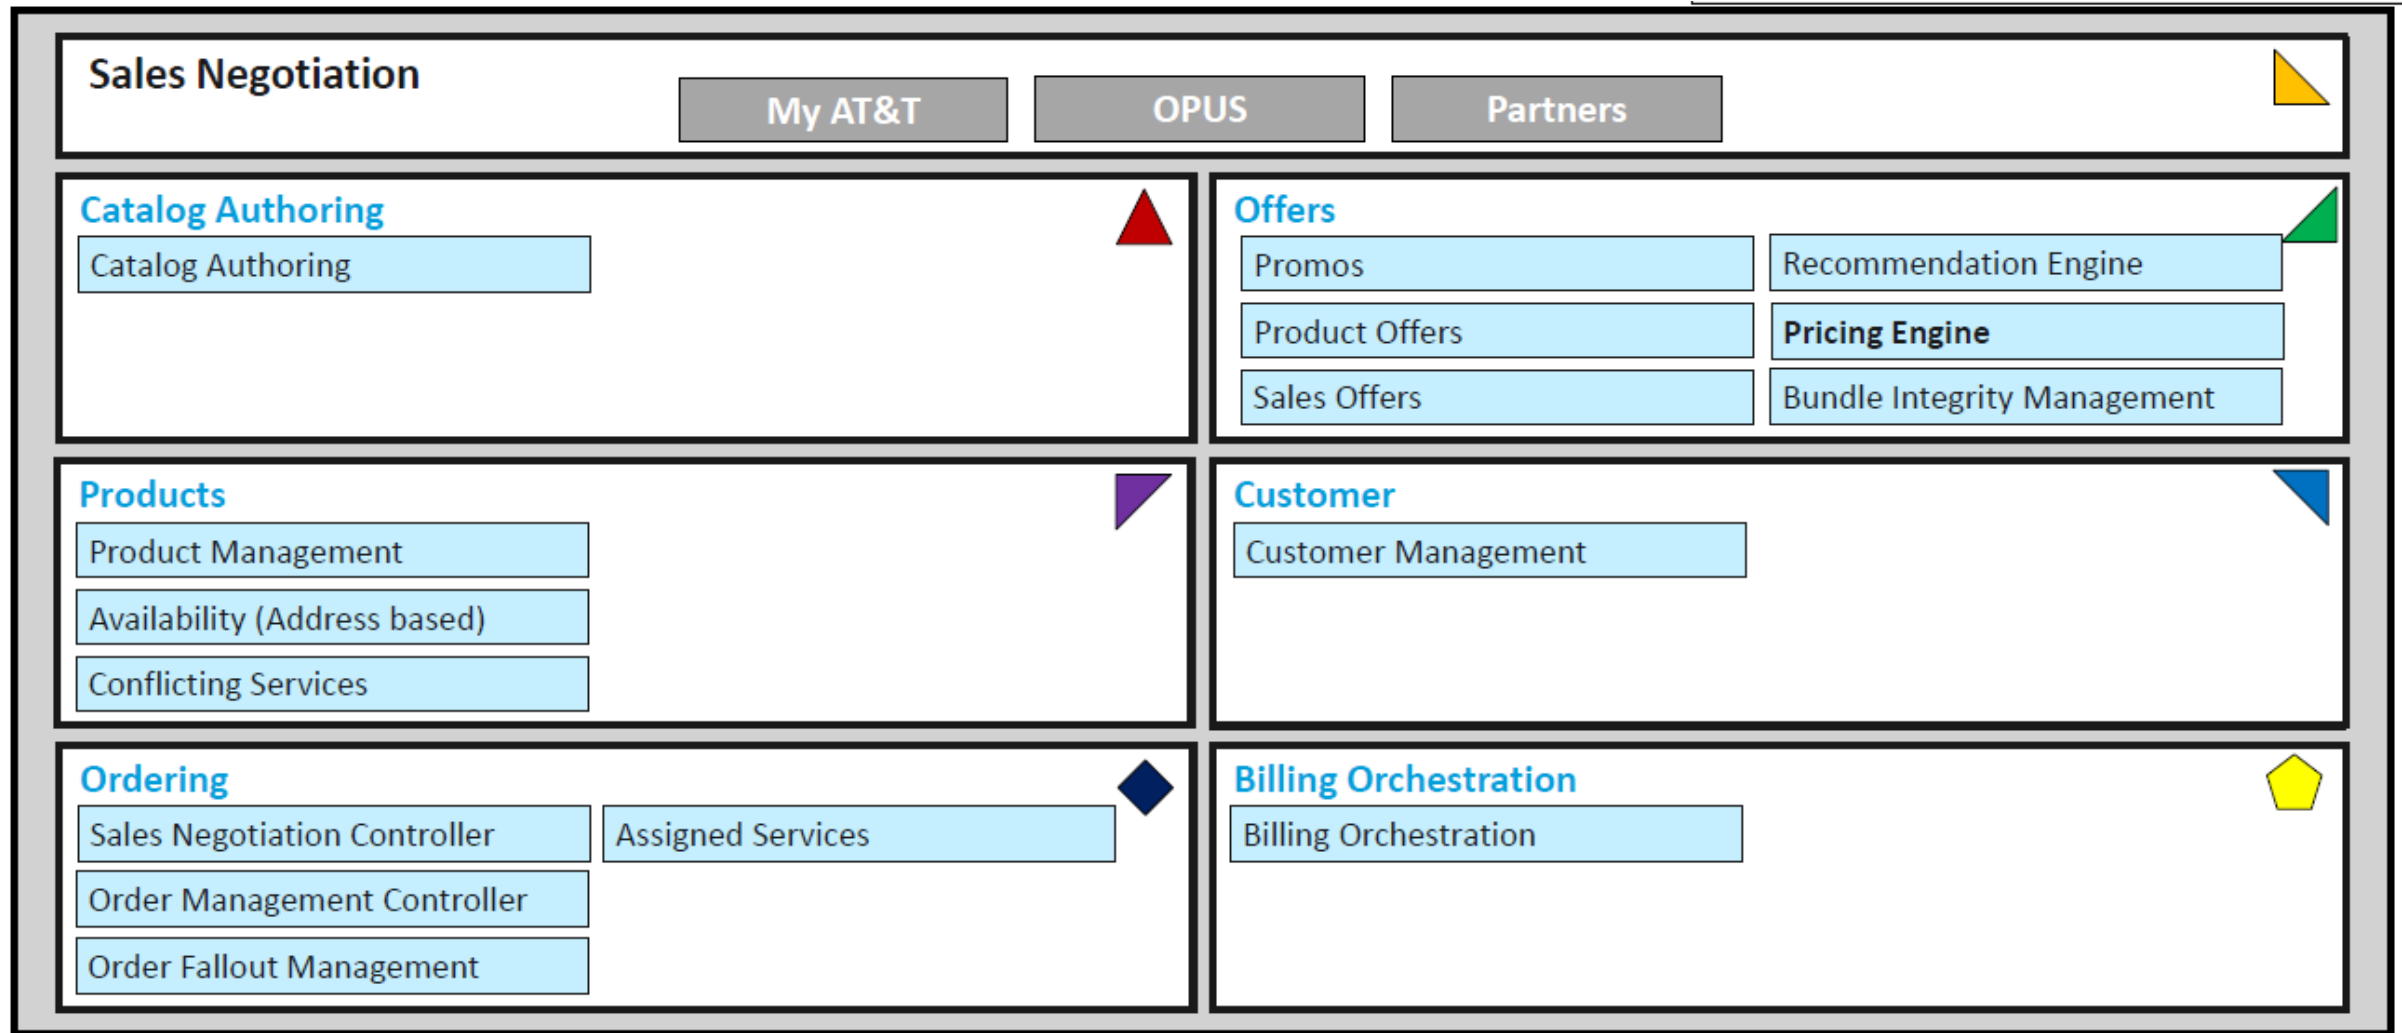 Sales Negotiation
My AT&T
OPUS
Partners
Catalog Authoring
Catalog Authoring
Offers
Promos
Recommendation Engine
Product Offers
Pricing Engine
Sales Offers
Bundle Integrity Management
Products
Product Management
Availability (Address based)
Conflicting Services
Customer
Customer Management
Ordering
Sales Negotiation Controller
Assigned Services
Order Management Controller
Order Fallout Management
Billing Orchestration
Billing Orchestration